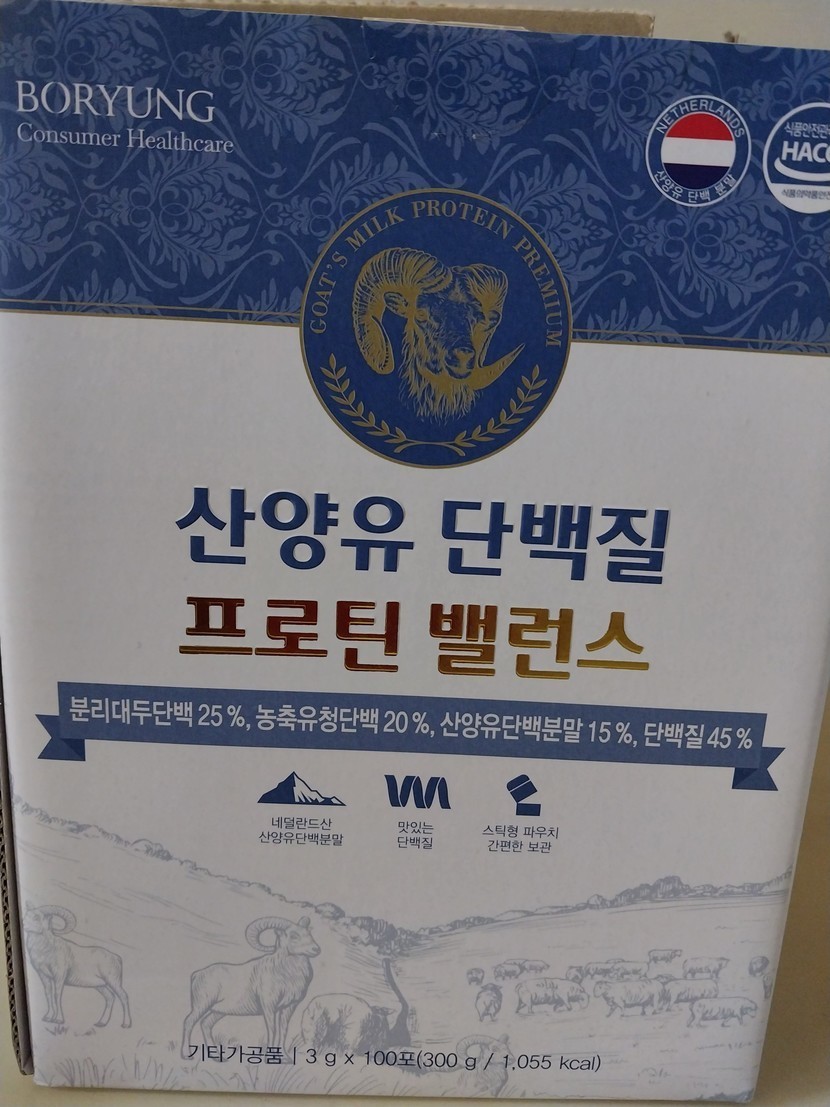 BORYUNG
Consumer Healthcare
NETHERLANDS
산양유 단백 분말
HACC
GOAT'S MILK PROTEIN PREMIUM
산양유 단백질
프로틴 밸런스
분리대두단백 25 %, 농축유청단백 20 %, 산양유단백분말 15 %, 단백질 45 %
네덜란드산
산양유단백분말
맛있는
단백질
스틱형 파우치
간편한 보관
기타가공품 | 3 g x 100포(300 g / 1,055 kcal)